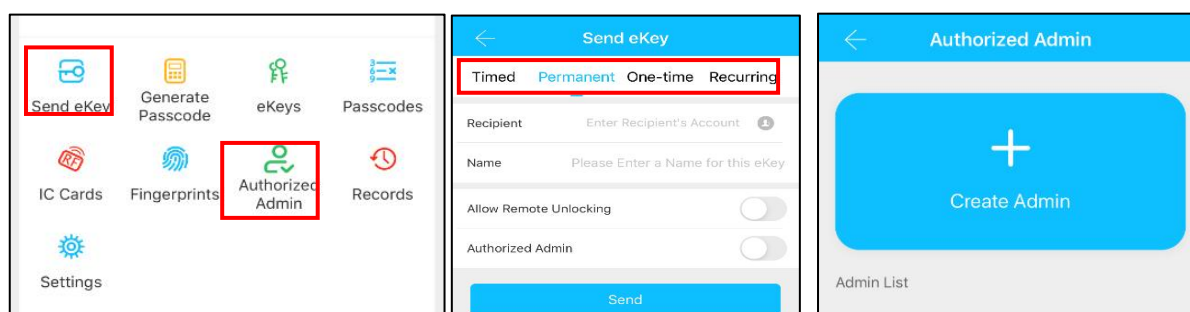 Send eKey
Generate
Passcode
eKeys
Passcodes
IC Cards
Fingerprints
Authorized
Admin
Records
Settings
Send eKey
Timed Permanent One-time Recurring
Recipient Enter Recipient's Account
Name Please Enter a Name for this eKey
Allow Remote Unlocking
Authorized Admin
Send
Authorized Admin
Create Admin
Admin List